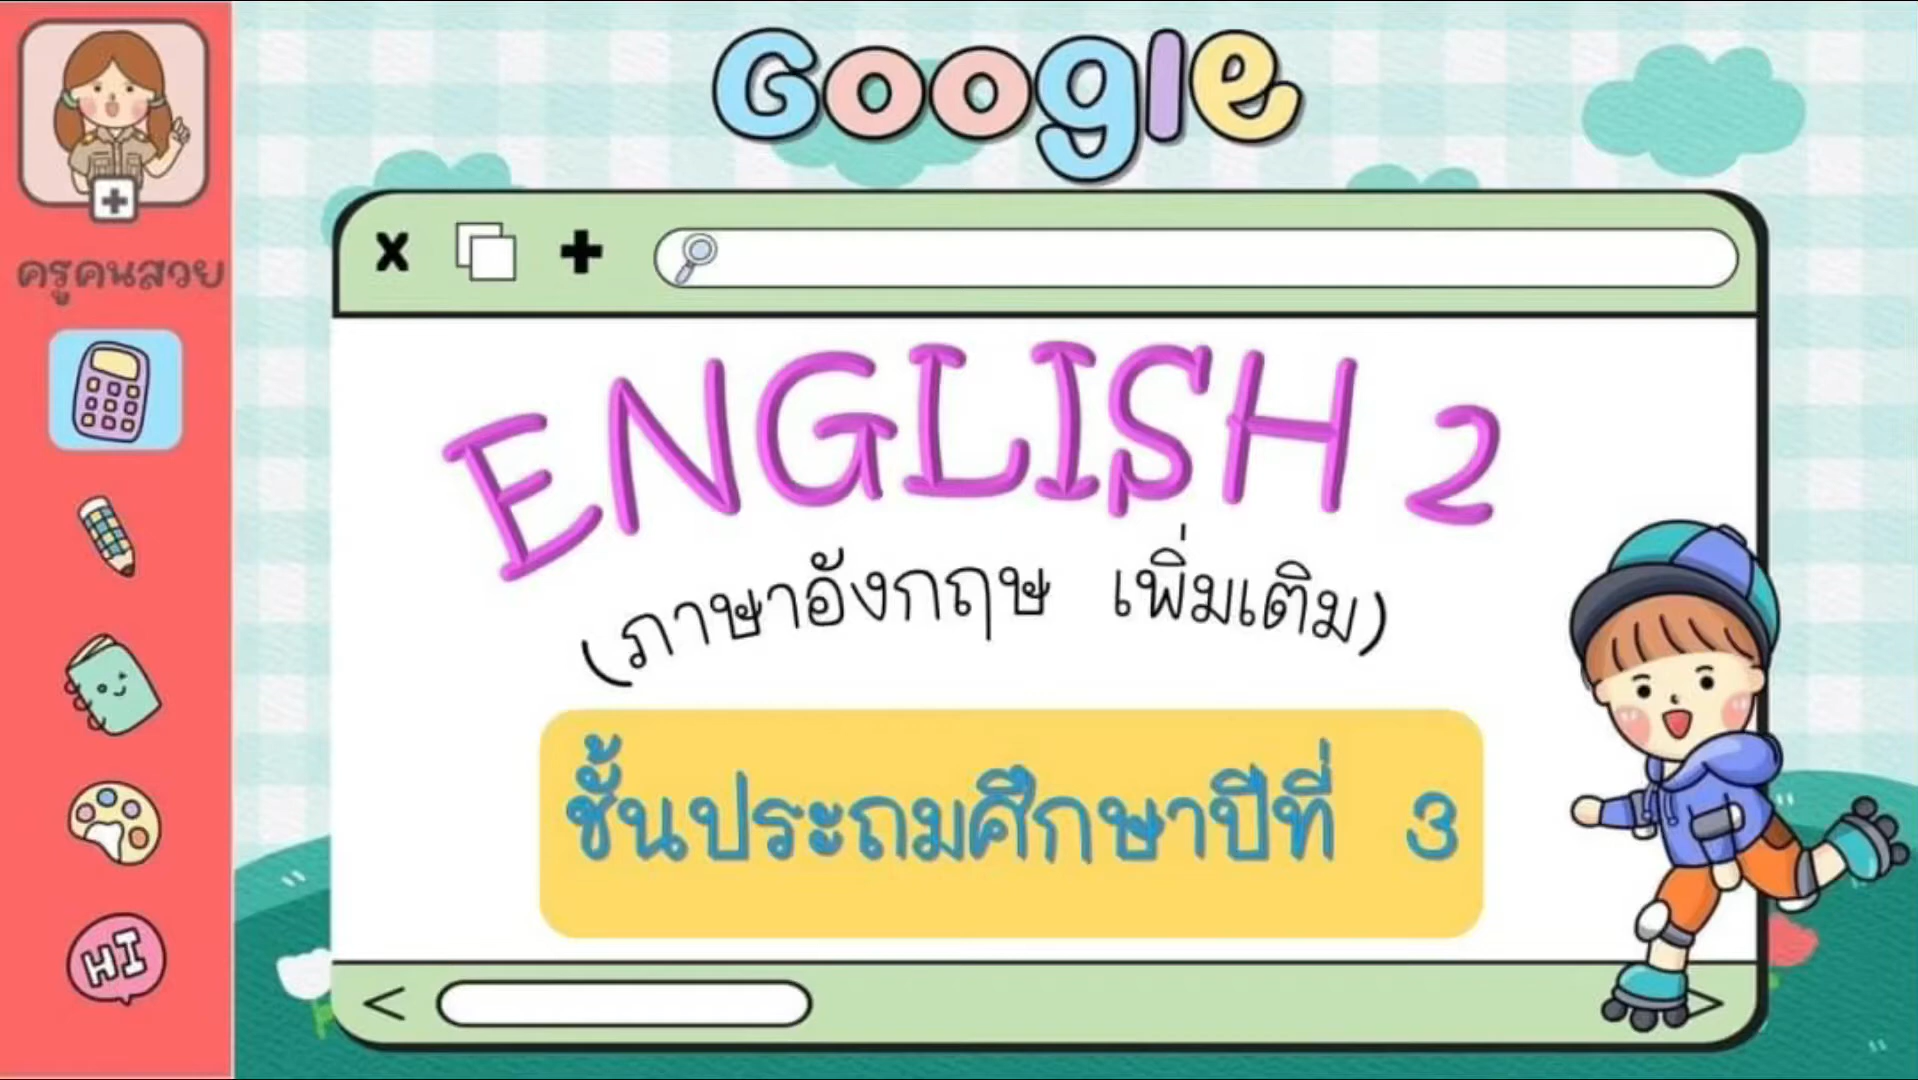 Google
ครูคนสวย
x
+
ENGLISH 2
(ภาษาอังกฤษ เพิ่มเติม)
ชั้นประถมศึกษาปีที่ 3
HI
< >